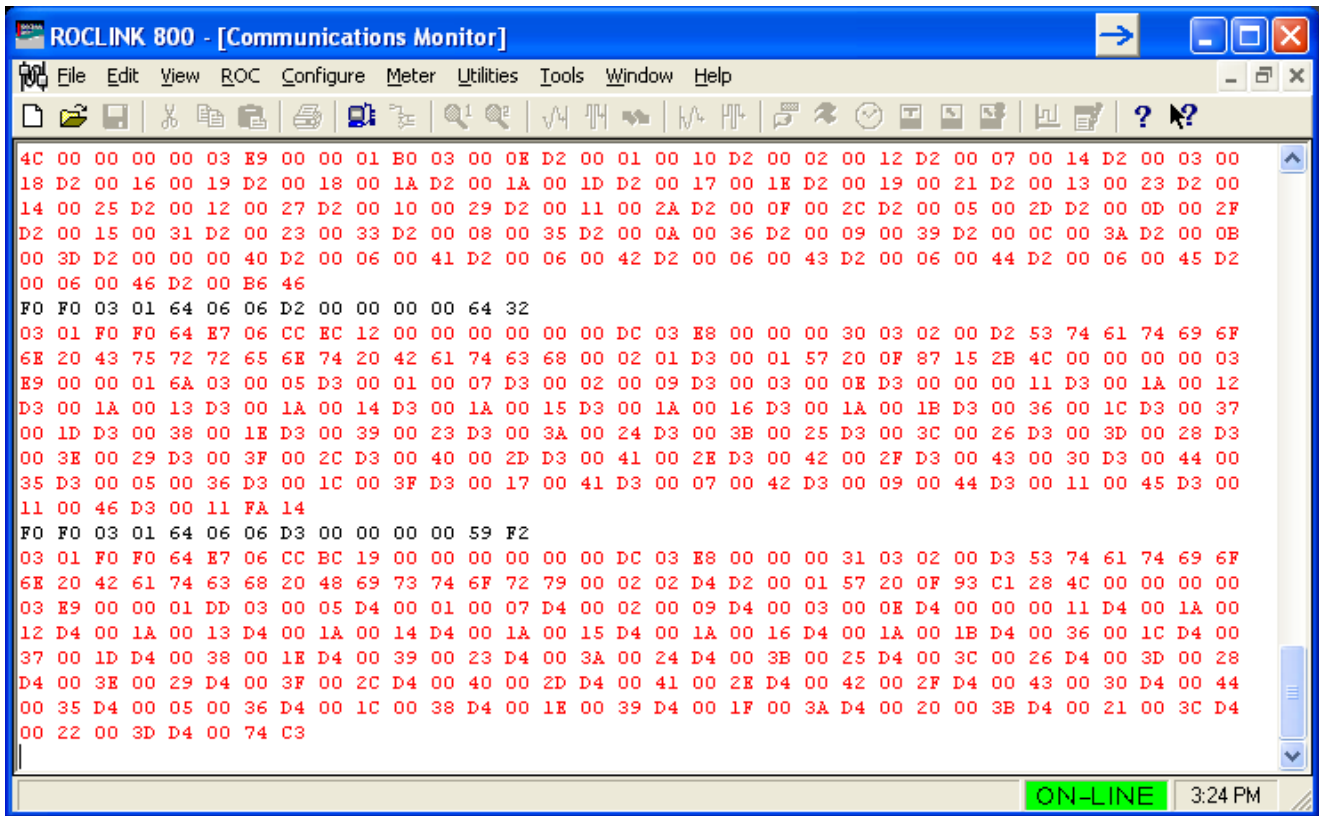 ROCLINK 800 - [Communications Monitor]
File Edit View ROC Configure Meter Utilities Tools Window Help
4C 00 00 00 00 03 E9 00 00 01 B0 03 00 0E D2 00 01 00 10 D2 00 02 00 12 D2 00 07 00 14 D2 00 03 00
18 D2 00 16 00 19 D2 00 18 00 1A D2 00 1A 00 1D D2 00 17 00 1E D2 00 19 00 21 D2 00 13 00 23 D2 00
14 00 25 D2 00 12 00 27 D2 00 10 00 29 D2 00 11 00 2A D2 00 0F 00 2C D2 00 05 00 2D D2 00 0D 00 2F
D2 00 15 00 31 D2 00 23 00 33 D2 00 08 00 35 D2 00 0A 00 36 D2 00 09 00 39 D2 00 0C 00 3A D2 00 0B
00 3D D2 00 00 00 40 D2 00 06 00 41 D2 00 06 00 42 D2 00 06 00 43 D2 00 06 00 44 D2 00 06 00 45 D2
00 06 00 46 D2 00 B6 46
F0 F0 03 01 64 06 06 D2 00 00 00 00 64 32
03 01 F0 F0 64 E7 06 CC EC 12 00 00 00 00 00 00 DC 03 E8 00 00 00 30 03 02 00 D2 53 74 61 74 69 6F
6E 20 43 75 72 72 65 6E 74 20 42 61 74 63 68 00 02 01 D3 00 01 57 20 0F 87 15 2B 4C 00 00 00 00 03
E9 00 00 01 6A 03 00 05 D3 00 01 00 07 D3 00 02 00 09 D3 00 03 00 0E D3 00 00 00 11 D3 00 1A 00 12
D3 00 1A 00 13 D3 00 1A 00 14 D3 00 1A 00 15 D3 00 1A 00 16 D3 00 1A 00 1B D3 00 36 00 1C D3 00 37
00 1D D3 00 38 00 1E D3 00 39 00 23 D3 00 3A 00 24 D3 00 3B 00 25 D3 00 3C 00 26 D3 00 3D 00 28 D3
00 3E 00 29 D3 00 3F 00 2C D3 00 40 00 2D D3 00 41 00 2E D3 00 42 00 2F D3 00 43 00 30 D3 00 44 00
35 D3 00 05 00 36 D3 00 1C 00 3F D3 00 17 00 41 D3 00 07 00 42 D3 00 09 00 44 D3 00 11 00 45 D3 00
11 00 46 D3 00 11 FA 14
F0 F0 03 01 64 06 06 D3 00 00 00 00 59 F2
03 01 F0 F0 64 E7 06 CC BC 19 00 00 00 00 00 00 DC 03 E8 00 00 00 31 03 02 00 D3 53 74 61 74 69 6F
6E 20 42 61 74 63 68 20 48 69 73 74 6F 72 79 00 02 02 D4 D2 00 01 57 20 0F 93 C1 28 4C 00 00 00 00
03 E9 00 00 01 DD 03 00 05 D4 00 01 00 07 D4 00 02 00 09 D4 00 03 00 0E D4 00 00 00 11 D4 00 1A 00
12 D4 00 1A 00 13 D4 00 1A 00 14 D4 00 1A 00 15 D4 00 1A 00 16 D4 00 1A 00 1B D4 00 36 00 1C D4 00
37 00 1D D4 00 38 00 1E D4 00 39 00 23 D4 00 3A 00 24 D4 00 3B 00 25 D4 00 3C 00 26 D4 00 3D 00 28
D4 00 3E 00 29 D4 00 3F 00 2C D4 00 40 00 2D D4 00 41 00 2E D4 00 42 00 2F D4 00 43 00 30 D4 00 44
00 35 D4 00 05 00 36 D4 00 1C 00 38 D4 00 1E 00 39 D4 00 1F 00 3A D4 00 20 00 3B D4 00 21 00 3C D4
00 22 00 3D D4 00 74 C3
ON-LINE 3:24 PM